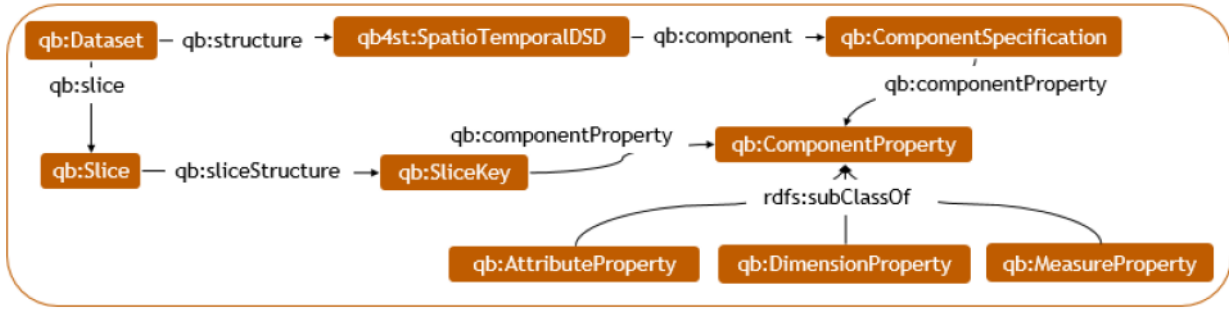 qb:Dataset qb:structure qb4st:SpatioTemporalDSD qb:component qb:ComponentSpecification
qb:slice qb:componentProperty
qb:componentProperty
qb:ComponentProperty
qb:Slice qb:sliceStructure qb:SliceKey
rdfs:subClassOf
qb:AttributeProperty qb:DimensionProperty qb:MeasureProperty